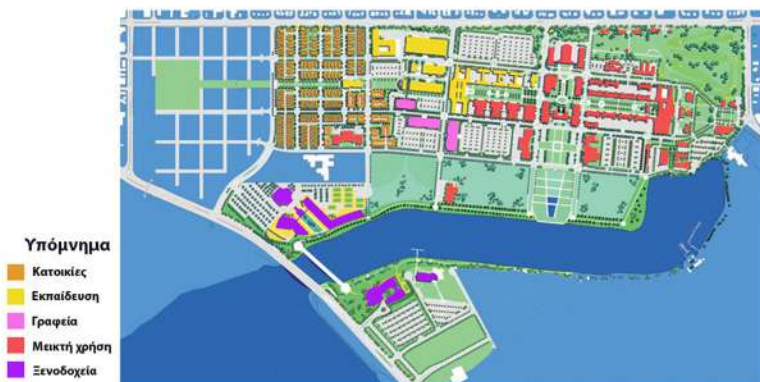 Υπόμνημα
Κατοικίες
Εκπαίδευση
Γραφεία
Μεικτή χρήση
Ξενοδοχεία